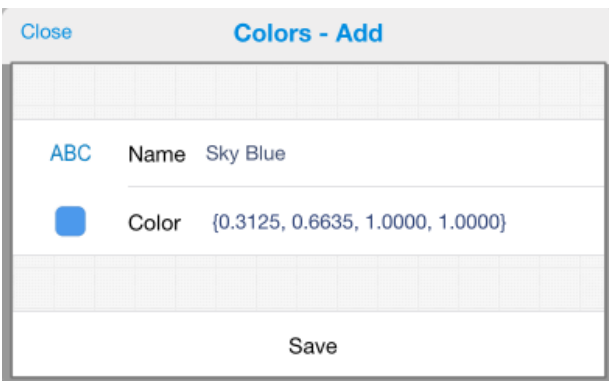 Close Colors - Add
ABC Name Sky Blue
Color {0.3125, 0.6635, 1.0000, 1.0000}
Save